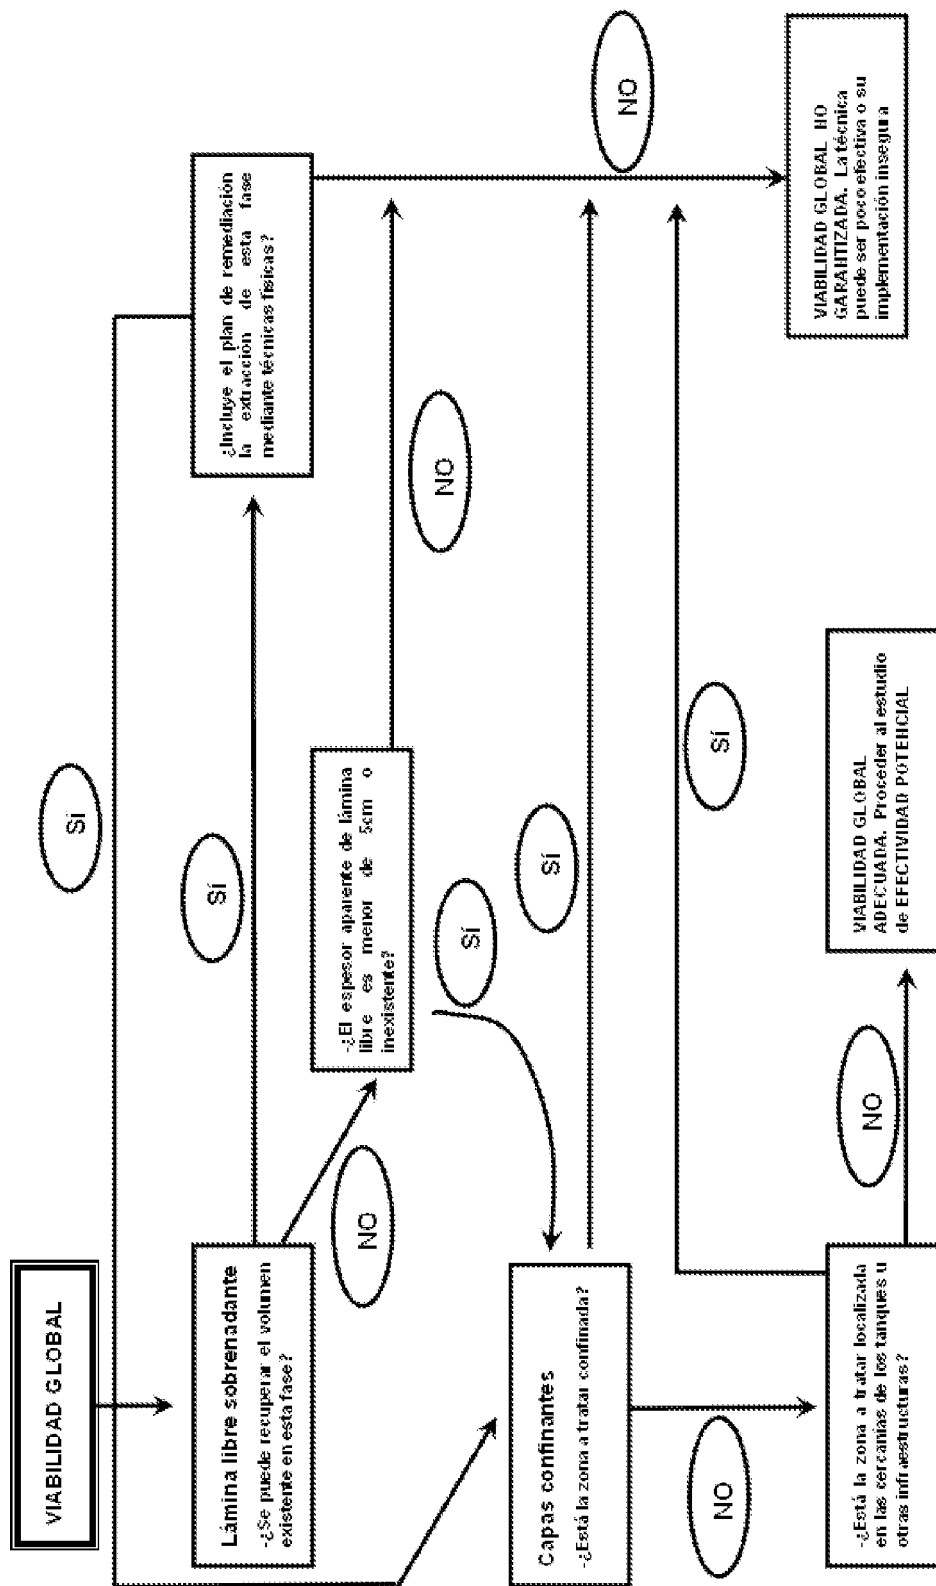 VIABILIDAD GLOBAL
SÍ
Lámina libre sobrenadante
-¿Se puede recuperar el volumen
existente en esta fase?
SÍ
¿Incluye el plan de remediación
la extracción de esta fase
mediante técnicas físicas?
NO
-¿El espesor aparente de lámina
libre es menor de 5cm o
inexistente?
NO
SÍ
Capas confinantes
-¿Está la zona a tratar confinada?
SÍ
NO
NO
-¿Está la zona a tratar localizada
en las cercanías de los tanques u
otras infraestructuras?
SÍ
NO
VIABILIDAD GLOBAL
ADECUADA. Proceder al estudio
de EFECTIVIDAD POTENCIAL
VIABILIDAD GLOBAL NO
GARANTIZADA. La técnica
puede ser poco efectiva o su
implementación insegura